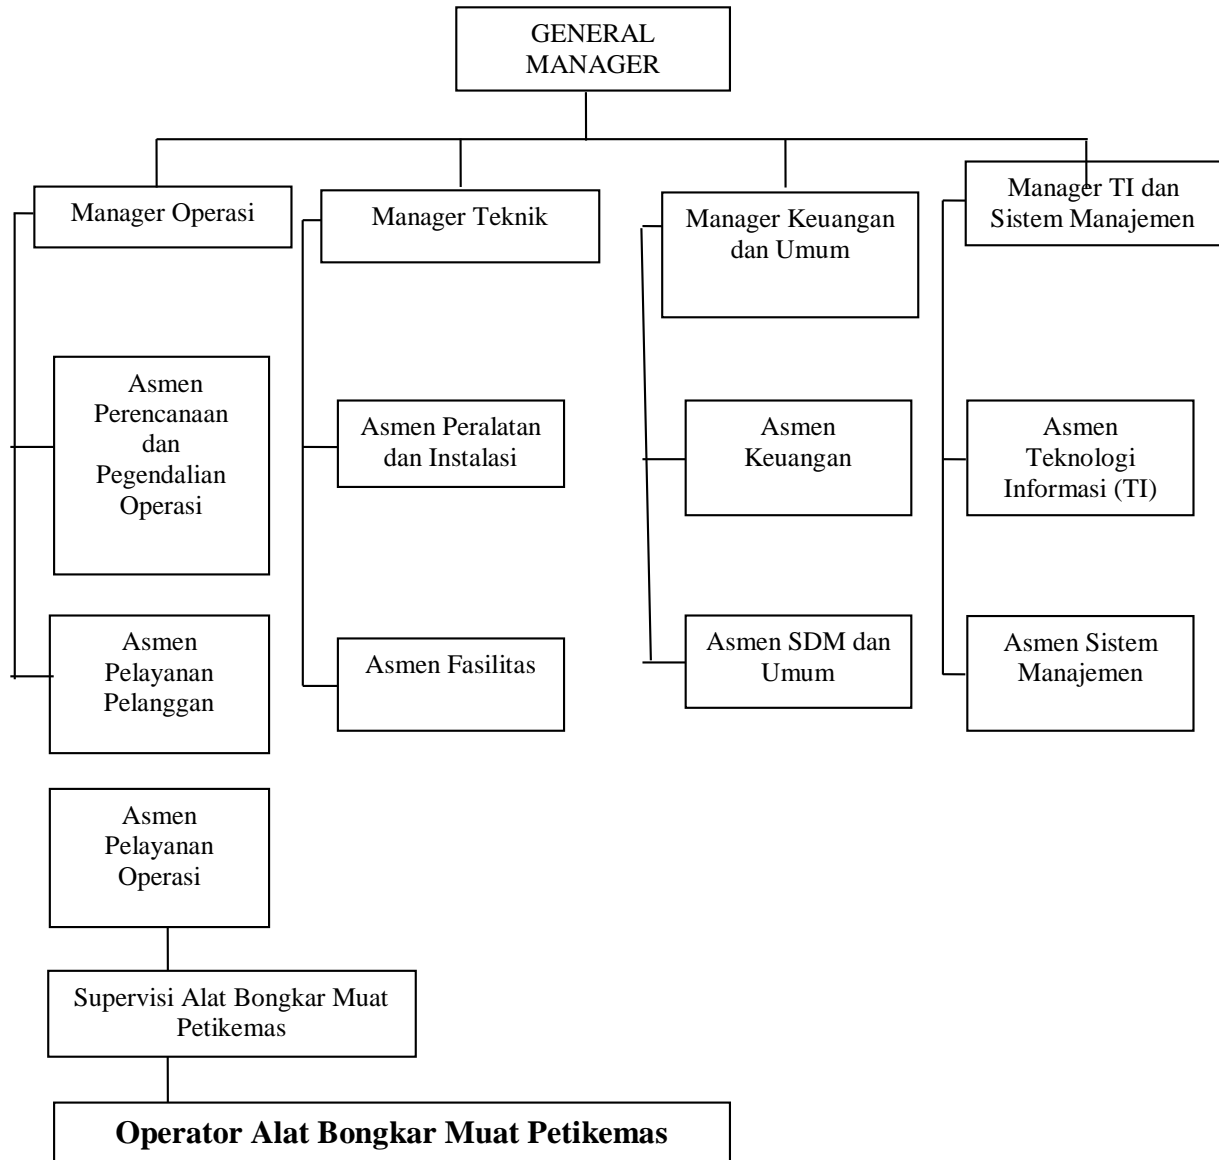 GENERAL
MANAGER
Manager Operasi
Manager Teknik
Manager Keuangan
dan Umum
Manager TI dan
Sistem Manajemen
Asmen
Perencanaan
dan
Pegendalian
Operasi
Asmen Peralatan
dan Instalasi
Asmen
Keuangan
Asmen
Teknologi
Informasi (TI)
Asmen
Pelayanan
Pelanggan
Asmen Fasilitas
Asmen SDM dan
Umum
Asmen Sistem
Manajemen
Asmen
Pelayanan
Operasi
Supervisi Alat Bongkar Muat
Petikemas
Operator Alat Bongkar Muat Petikemas